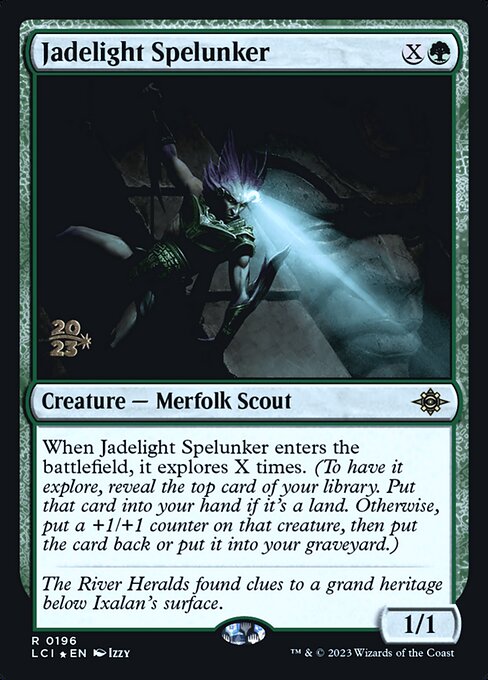 Jadelight Spelunker X
20
23
Creature — Merfolk Scout
When Jadelight Spelunker enters the
battlefield, it explores X times. (To have it
explore, reveal the top card of your library. Put
that card into your hand if it's a land. Otherwise,
put a +1/+1 counter on that creature, then put
the card back or put it into your graveyard.)
The River Heralds found clues to a grand heritage
below Ixalan's surface.
1/1
R 0196
LCI ★ EN Izzy
™ & © 2023 Wizards of the Coast